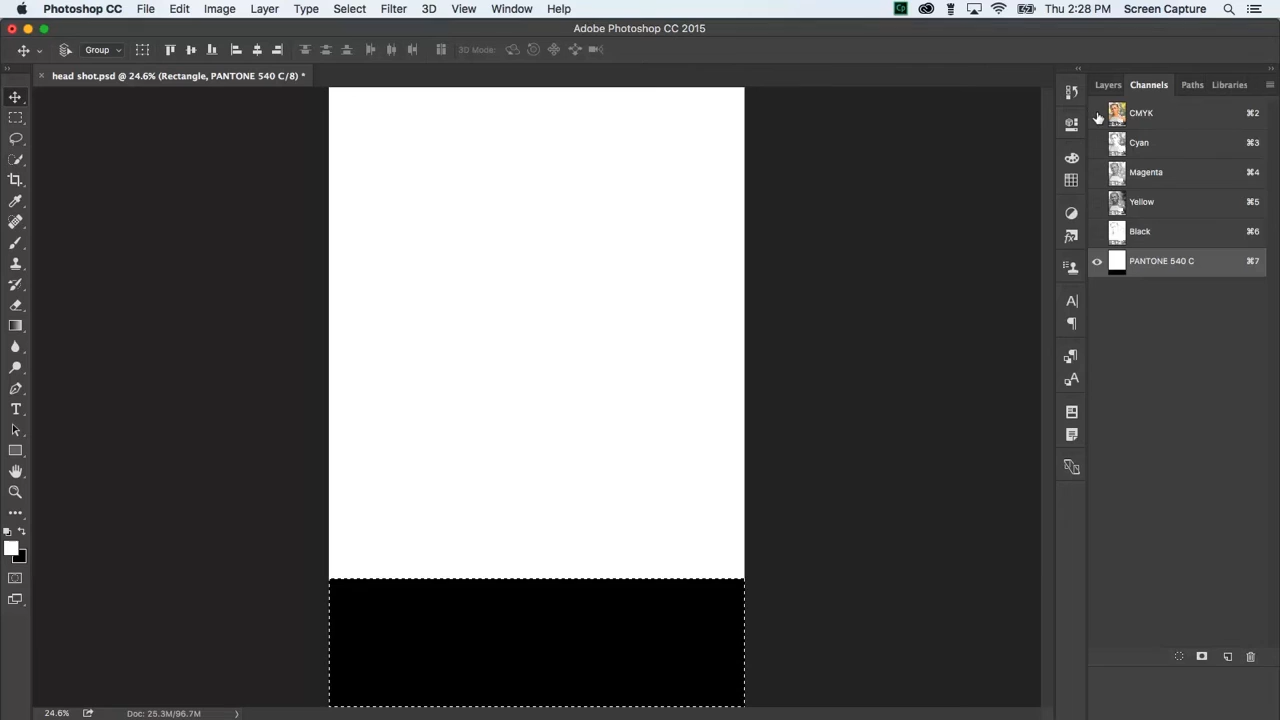 Photoshop CC File Edit Image Layer Type Select Filter 3D View Window Help Thu 2:28 PM Screen Capture
Adobe Photoshop CC 2015
Group 3D Mode:
× head shot.psd @ 24.6% (Rectangle, PANTONE 540 C/8) *
Layers Channels Paths Libraries
CMYK ⌘2
Cyan ⌘3
Magenta ⌘4
Yellow ⌘5
Black ⌘6
PANTONE 540 C ⌘7
24.6% Doc: 25.3M/96.7M